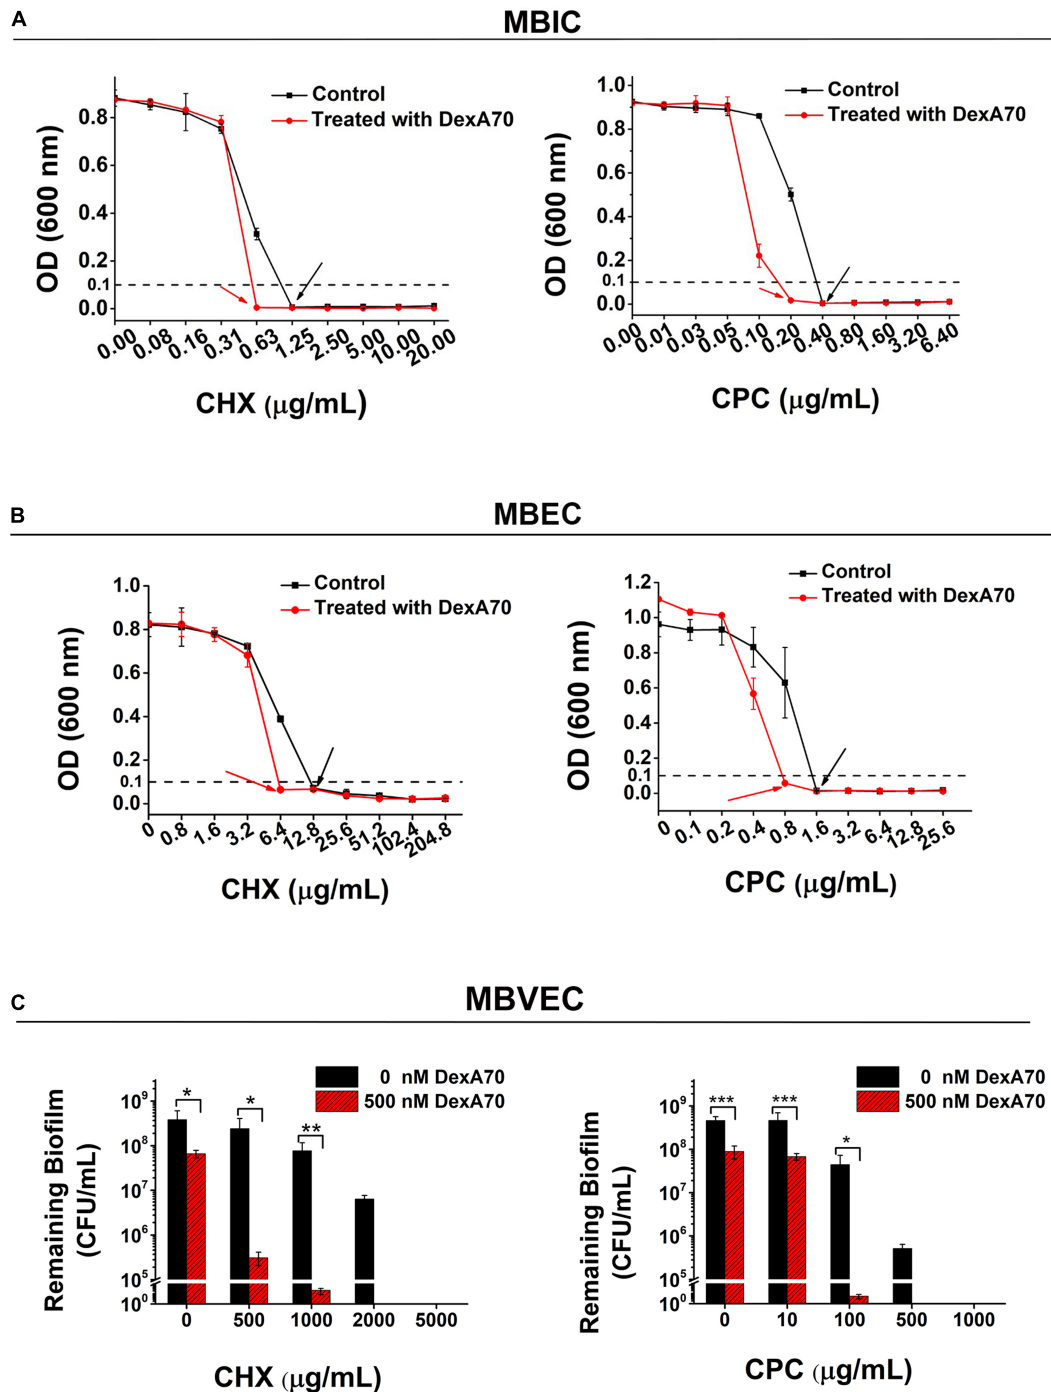 A
MBIC
Control
Treated with DexA70
OD (600 nm)
0.8
0.6
0.4
0.2
0.1
0.0
0.00 0.08 0.16 0.31 0.63 1.25 2.50 5.00 10.00 20.00
CHX (μg/mL)
Control
Treated with DexA70
OD (600 nm)
1.0
0.8
0.6
0.4
0.2
0.1
0.0
0.00 0.01 0.03 0.05 0.10 0.20 0.40 0.80 1.60 3.20 6.40
CPC (μg/mL)
B
MBEC
Control
Treated with DexA70
OD (600 nm)
1.0
0.8
0.6
0.4
0.2
0.1
0.0
0 0.8 1.6 3.2 6.4 12.8 25.6 51.2 102.4 204.8
CHX (μg/mL)
Control
Treated with DexA70
OD (600 nm)
1.2
1.0
0.8
0.6
0.4
0.2
0.1
0.0
0 0.1 0.2 0.4 0.8 1.6 3.2 6.4 12.8 25.6
CPC (μg/mL)
C
MBVEC
0 nM DexA70
500 nM DexA70
Remaining Biofilm
(CFU/mL)
10⁹
10⁸
10⁷
10⁶
10⁵
10⁰
* * **
0 500 1000 2000 5000
CHX (μg/mL)
0 nM DexA70
500 nM DexA70
Remaining Biofilm
(CFU/mL)
10⁹
10⁸
10⁷
10⁶
10⁵
10⁰
*** *** *
0 10 100 500 1000
CPC (μg/mL)